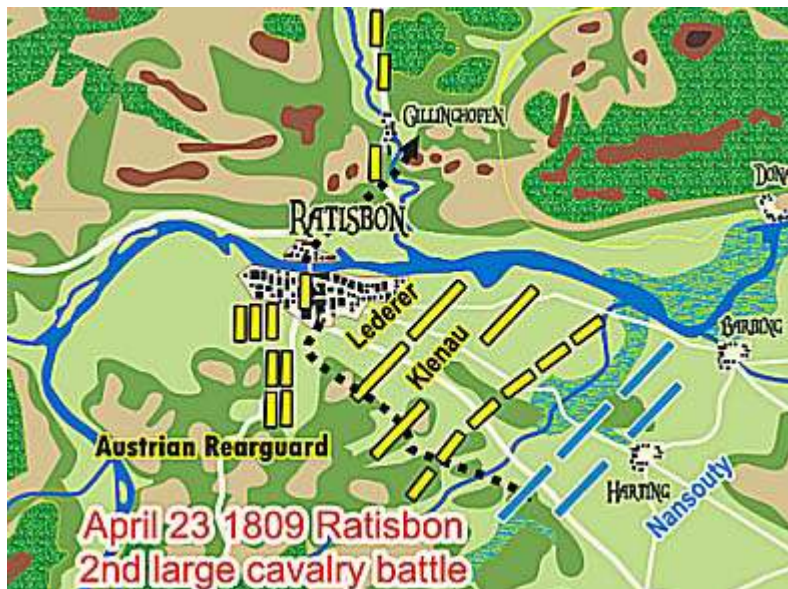 GILLINGHOFEN
DONA
RATISBON
Lederer
Klenau
BARBING
Austrian Rearguard
HARTING
Nansouty
April 23 1809 Ratisbon
2nd large cavalry battle